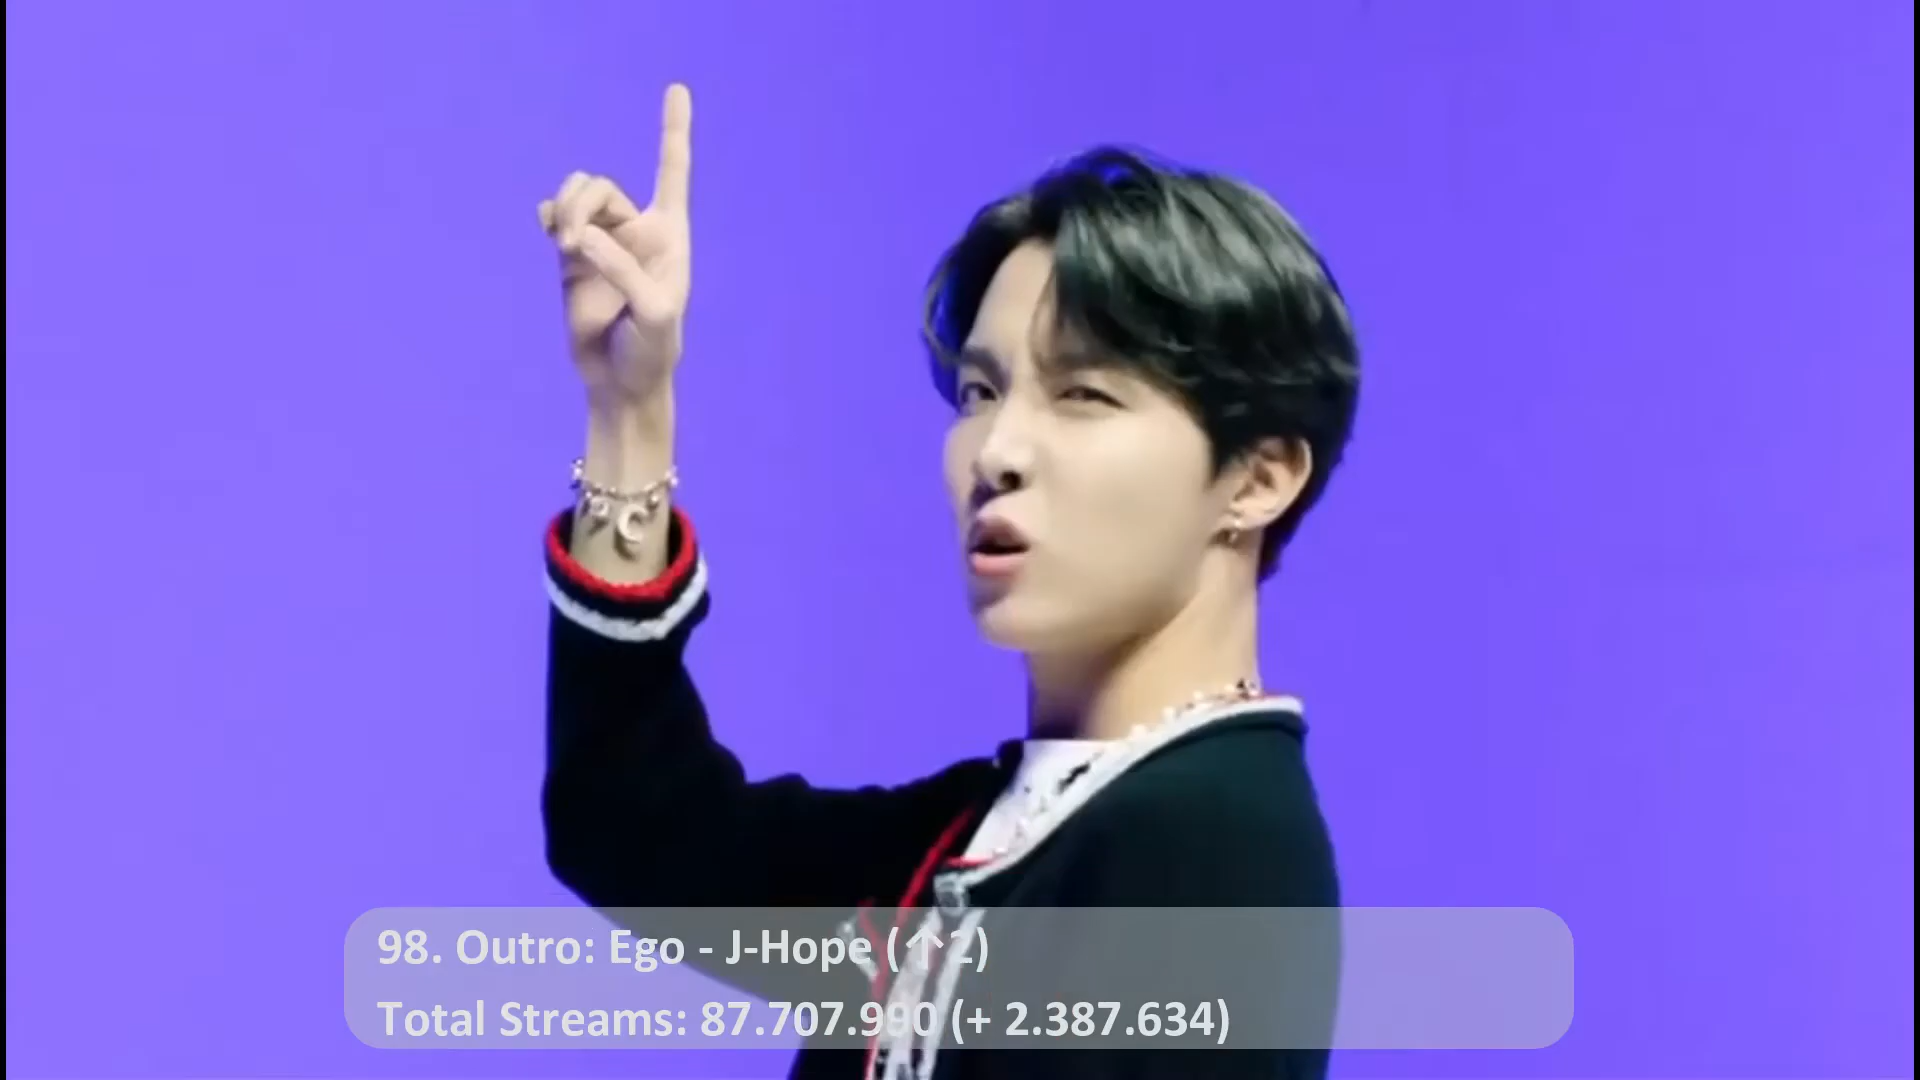 98. Outro: Ego - J-Hope (↑2)
Total Streams: 87.707.990 (+ 2.387.634)